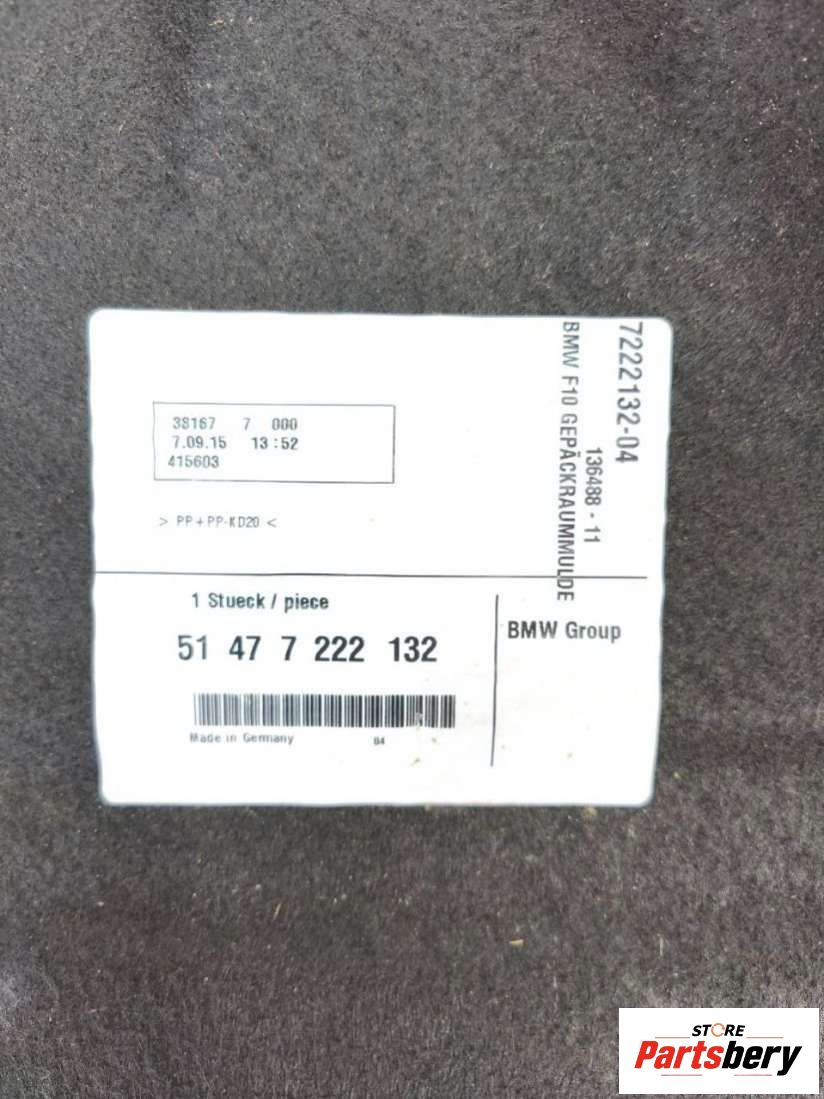 38167 7 000
7.09.15 13:52
415603
> PP+PP-KD20 <
7222132-04
136488 - 11
BMW F10 GEPÄCKRAUMMULDE
1 Stueck / piece
51 47 7 222 132
BMW Group
Made in Germany 04
STORE
Partsbery